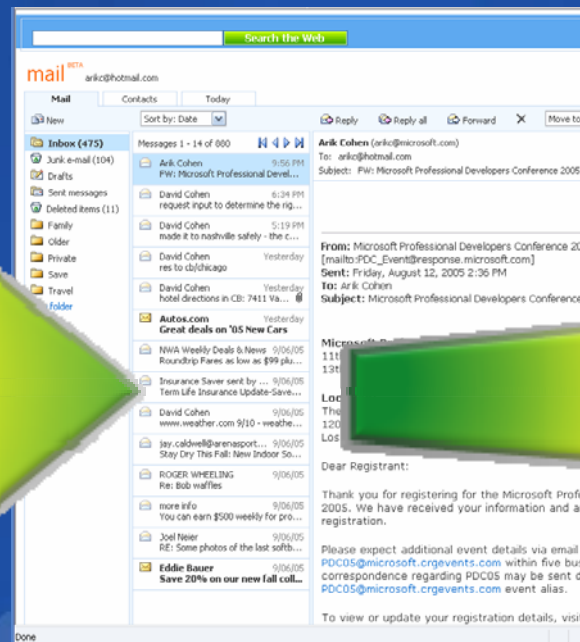 Search the Web
mail BETA arikc@hotmail.com
Mail Contacts Today
New Sort by: Date Reply Reply all Forward Move to
Inbox (475)
Junk e-mail (104)
Drafts
Sent messages
Deleted items (11)
Family
Older
Private
Save
Travel
folder
Messages 1 - 14 of 800
Arik Cohen 9:56 PM
FW: Microsoft Professional Devel...
David Cohen 6:34 PM
request input to determine the rig...
David Cohen 5:19 PM
made it to nashville safely - the c...
David Cohen Yesterday
res to cb/chicago
David Cohen Yesterday
hotel directions in CB: 7411 Va...
Autos.com Yesterday
Great deals on '05 New Cars
NWA Weekly Deals & News 9/06/05
Roundtrip Fares as low as $99 plu...
Insurance Saver sent by ... 9/06/05
Term Life Insurance Update-Save...
David Cohen 9/06/05
www.weather.com 9/10 - weathe...
jay.caldwell@arenasport... 9/06/05
Stay Dry This Fall: New Indoor So...
ROGER WHEELING 9/06/05
Re: Bob waffles
more info 9/06/05
You can earn $500 weekly for pro...
Joel Neier 9/06/05
RE: Some photos of the last softb...
Eddie Bauer 9/06/05
Save 20% on our new fall coll...
Arik Cohen (arikc@microsoft.com)
To: arikc@hotmail.com
Subject: FW: Microsoft Professional Developers Conference 2005
From: Microsoft Professional Developers Conference 20
[mailto:PDC_Event@response.microsoft.com]
Sent: Friday, August 12, 2005 2:36 PM
To: Arik Cohen
Subject: Microsoft Professional Developers Conference
11t
13t
Loc
The
120
Los
Dear Registrant:
Thank you for registering for the Microsoft Prof
2005. We have received your information and a
registration.
Please expect additional event details via email
PDC05@microsoft.crgevents.com within five bus
correspondence regarding PDC05 may be sent d
PDC05@microsoft.crgevents.com event alias.
To view or update your registration details, visi
Done